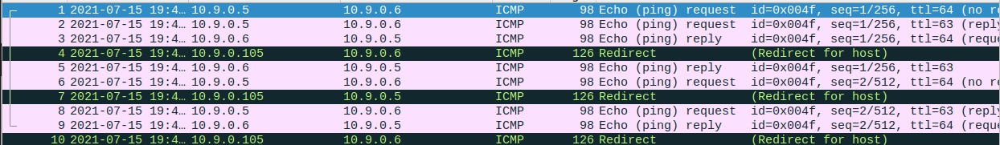 1 2021-07-15 19:4… 10.9.0.5 10.9.0.6 ICMP 98 Echo (ping) request id=0x004f, seq=1/256, ttl=64 (no re
2 2021-07-15 19:4… 10.9.0.5 10.9.0.6 ICMP 98 Echo (ping) request id=0x004f, seq=1/256, ttl=63 (reply
3 2021-07-15 19:4… 10.9.0.6 10.9.0.5 ICMP 98 Echo (ping) reply id=0x004f, seq=1/256, ttl=64 (reque
4 2021-07-15 19:4… 10.9.0.105 10.9.0.6 ICMP 126 Redirect (Redirect for host)
5 2021-07-15 19:4… 10.9.0.6 10.9.0.5 ICMP 98 Echo (ping) reply id=0x004f, seq=1/256, ttl=63
6 2021-07-15 19:4… 10.9.0.5 10.9.0.6 ICMP 98 Echo (ping) request id=0x004f, seq=2/512, ttl=64 (no re
7 2021-07-15 19:4… 10.9.0.105 10.9.0.5 ICMP 126 Redirect (Redirect for host)
8 2021-07-15 19:4… 10.9.0.5 10.9.0.6 ICMP 98 Echo (ping) request id=0x004f, seq=2/512, ttl=63 (reply
9 2021-07-15 19:4… 10.9.0.6 10.9.0.5 ICMP 98 Echo (ping) reply id=0x004f, seq=2/512, ttl=64 (reque
10 2021-07-15 19:4… 10.9.0.105 10.9.0.6 ICMP 126 Redirect (Redirect for host)